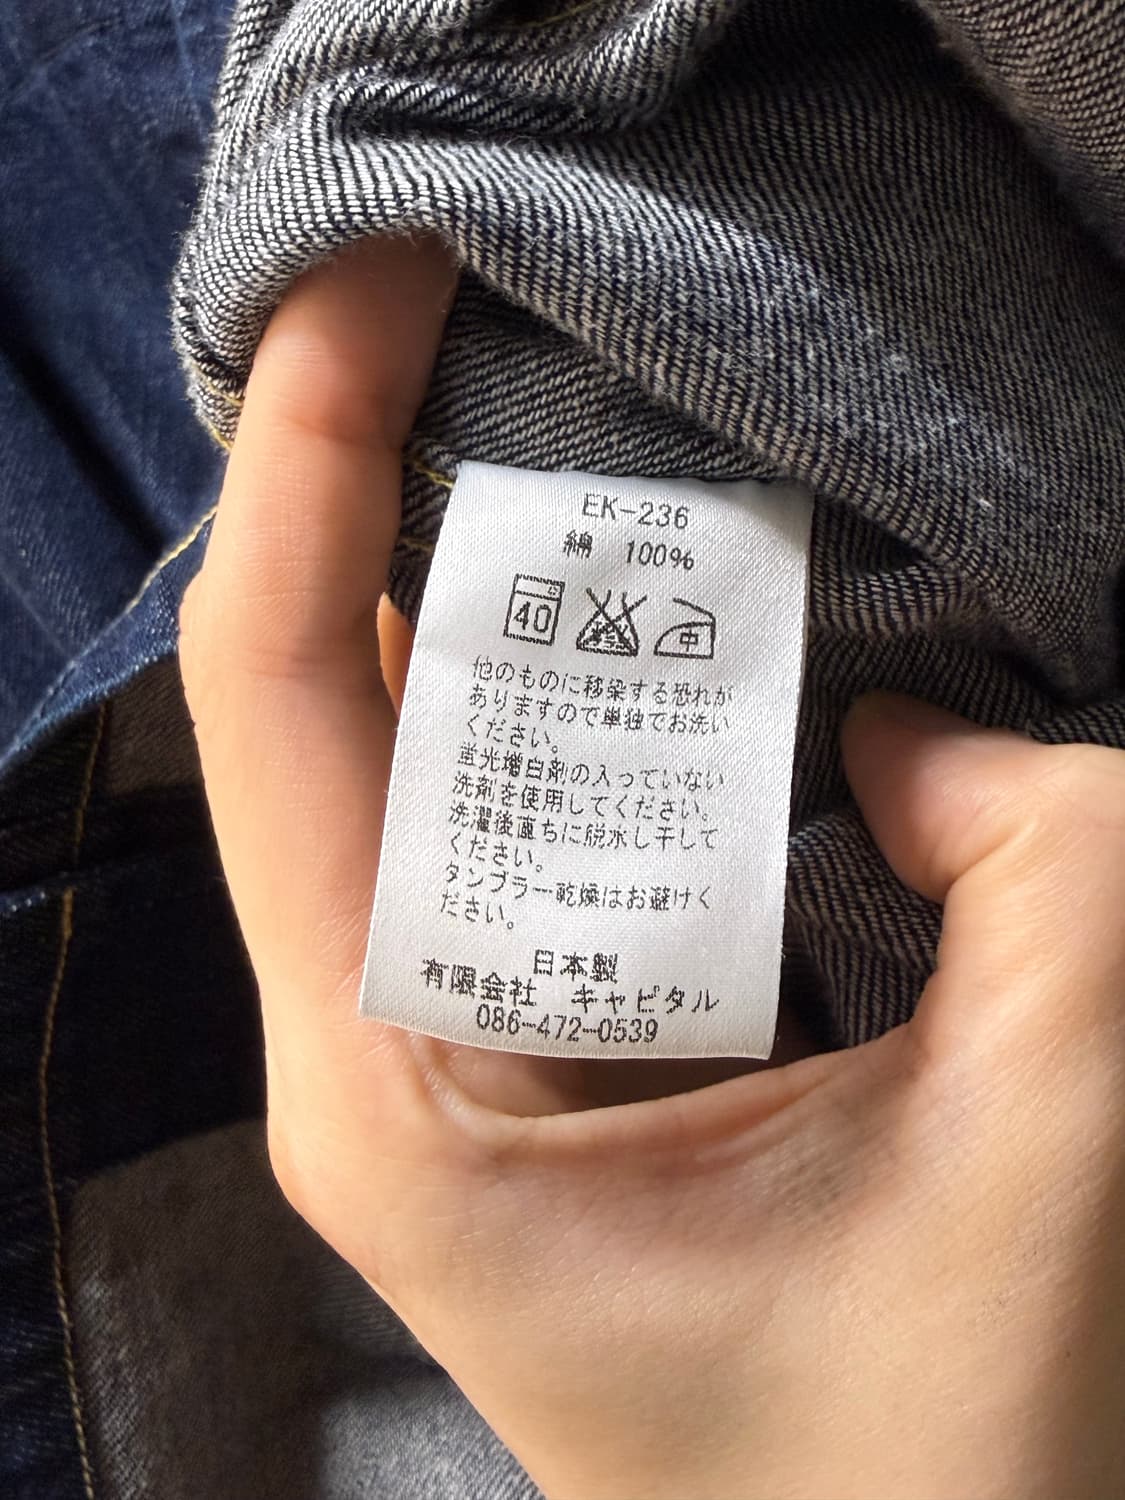 EK-236
綿 100%
40
中
他のものに移染する恐れが
ありますので単独でお洗い
ください。
蛍光増白剤の入っていない
洗剤を使用してください。
洗濯後直ちに脱水し干して
ください。
タンブラー乾燥はお避けく
ださい。
日本製
有限会社 キャピタル
086-472-0539